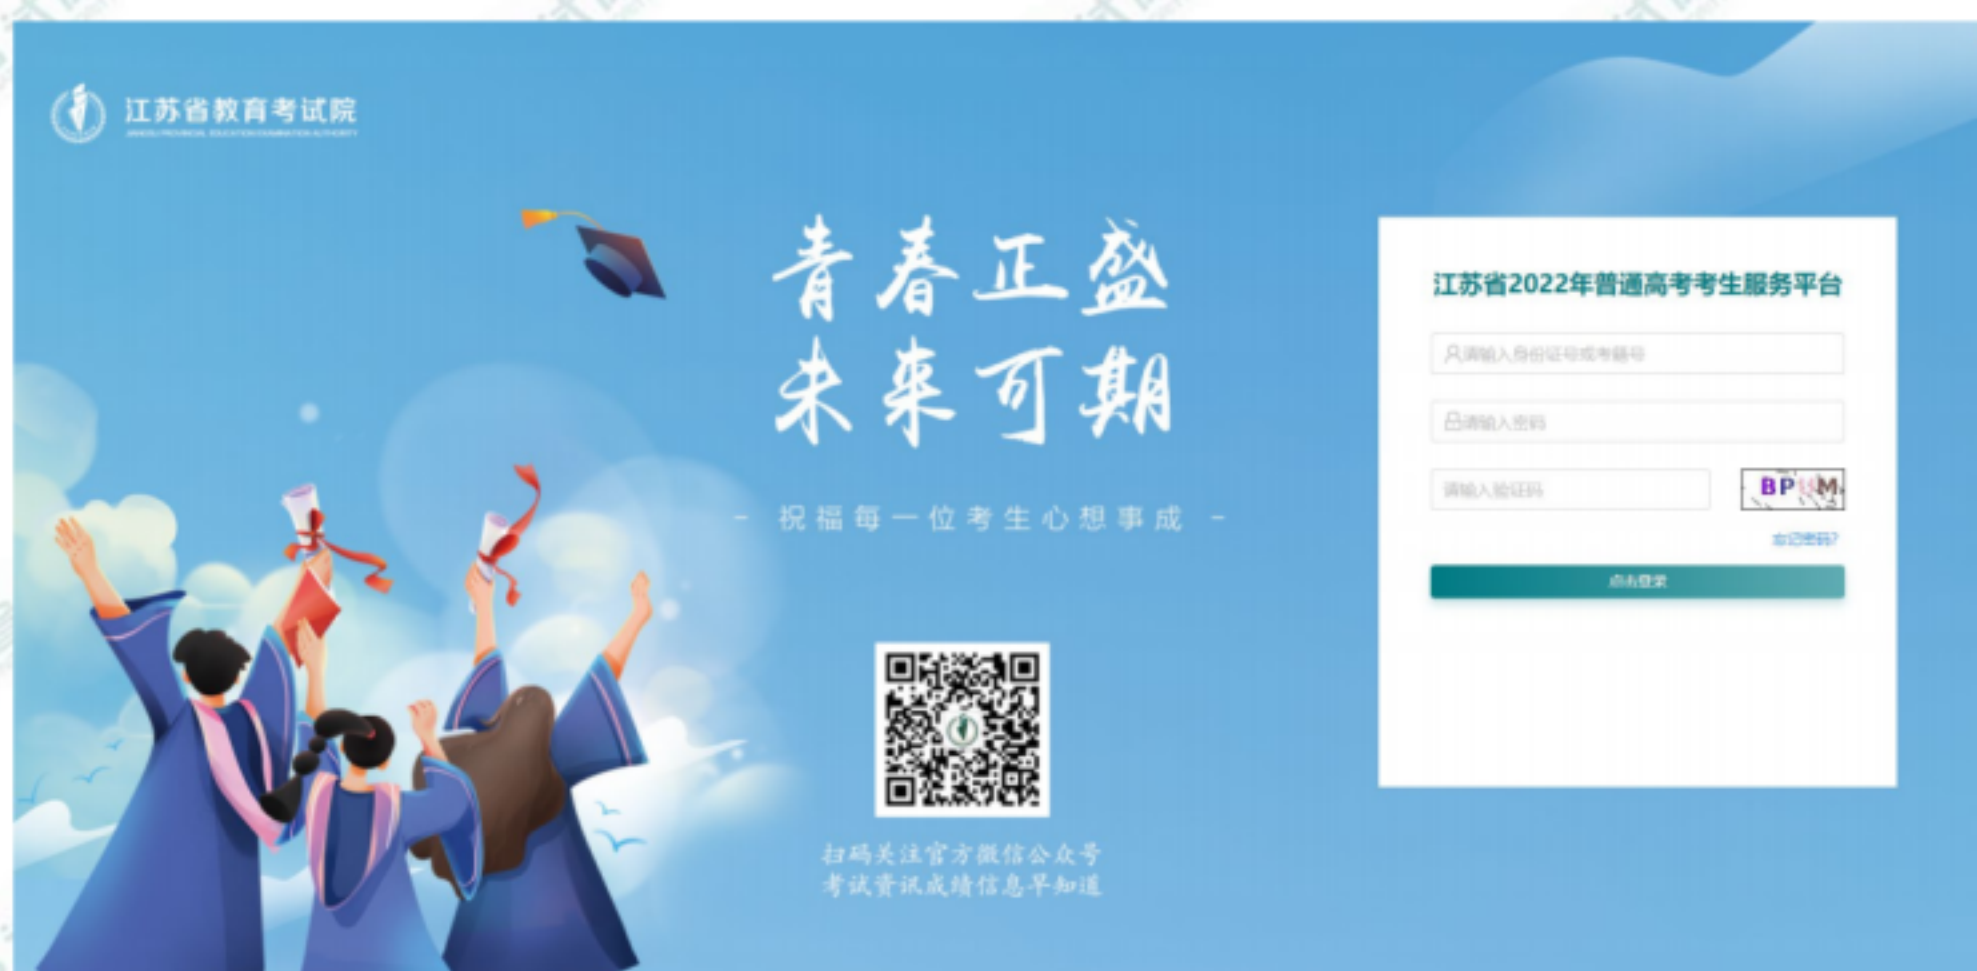 江苏省教育考试院
JIANGSU PROVINCIAL EDUCATION EXAMINATION AUTHORITY
青春正盛
未来可期
- 祝福每一位考生心想事成 -
扫码关注官方微信公众号
考试资讯成绩信息早知道
江苏省2022年普通高考考生服务平台
请输入身份证号或考籍号
请输入密码
请输入验证码
忘记密码?
点击登录